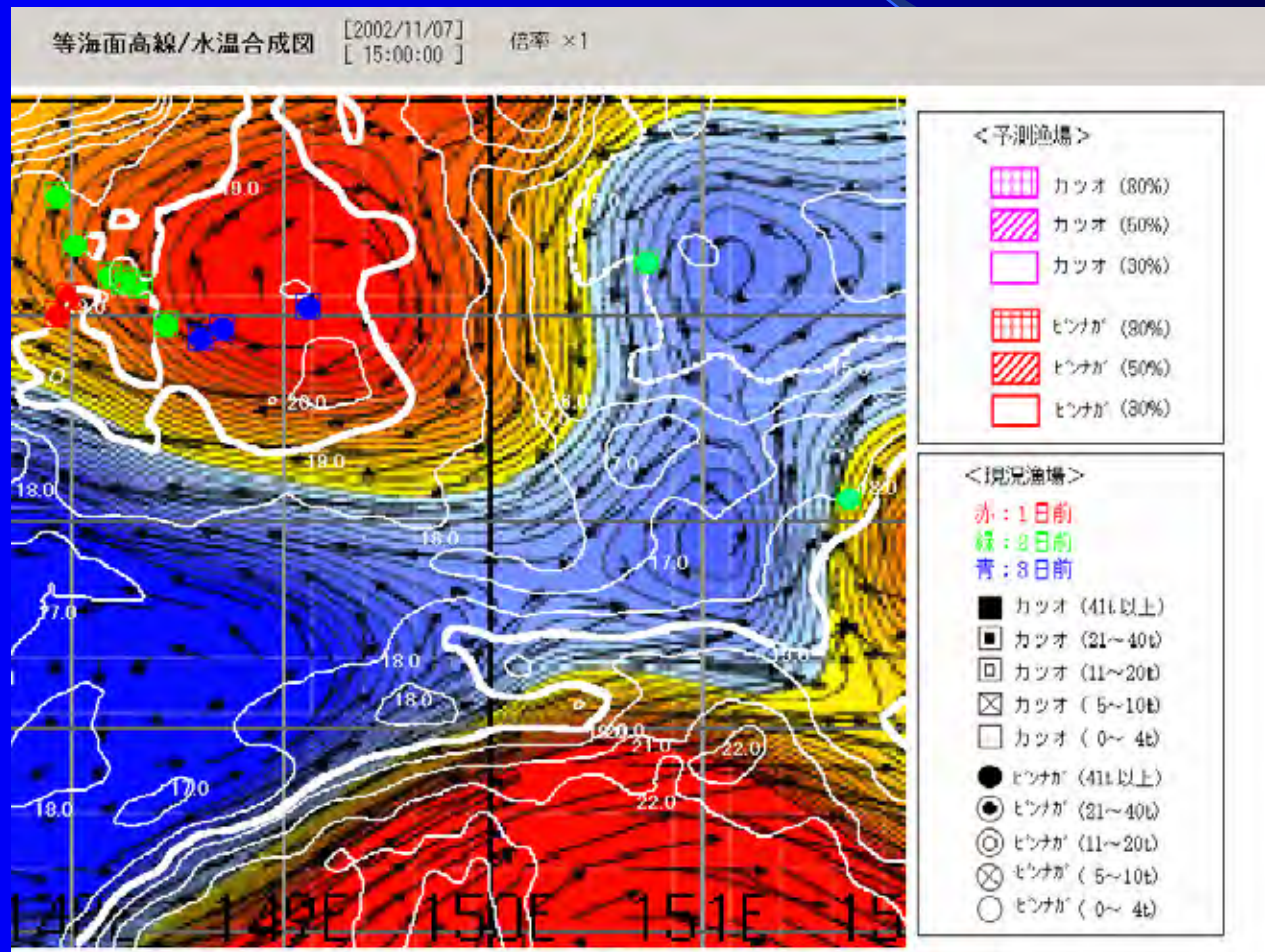 等海面高線/水温合成図
[2002/11/07]
[ 15:00:00 ]
倍率 ×1
19.0
20.0
19.0
18.0
18.0
17.0
18.0
17.0
18.0
18.0
17.0
18.0
21.0
22.0
22.0
149E
150E
151E
＜予測漁場＞
カツオ (80%)
カツオ (50%)
カツオ (30%)
ビンナガ (80%)
ビンナガ (50%)
ビンナガ (30%)
＜現況漁場＞
赤：1日前
緑：2日前
青：3日前
カツオ (41t以上)
カツオ (21～40t)
カツオ (11～20t)
カツオ ( 5～10t)
カツオ ( 0～ 4t)
ビンナガ (41t以上)
ビンナガ (21～40t)
ビンナガ (11～20t)
ビンナガ ( 5～10t)
ビンナガ ( 0～ 4t)